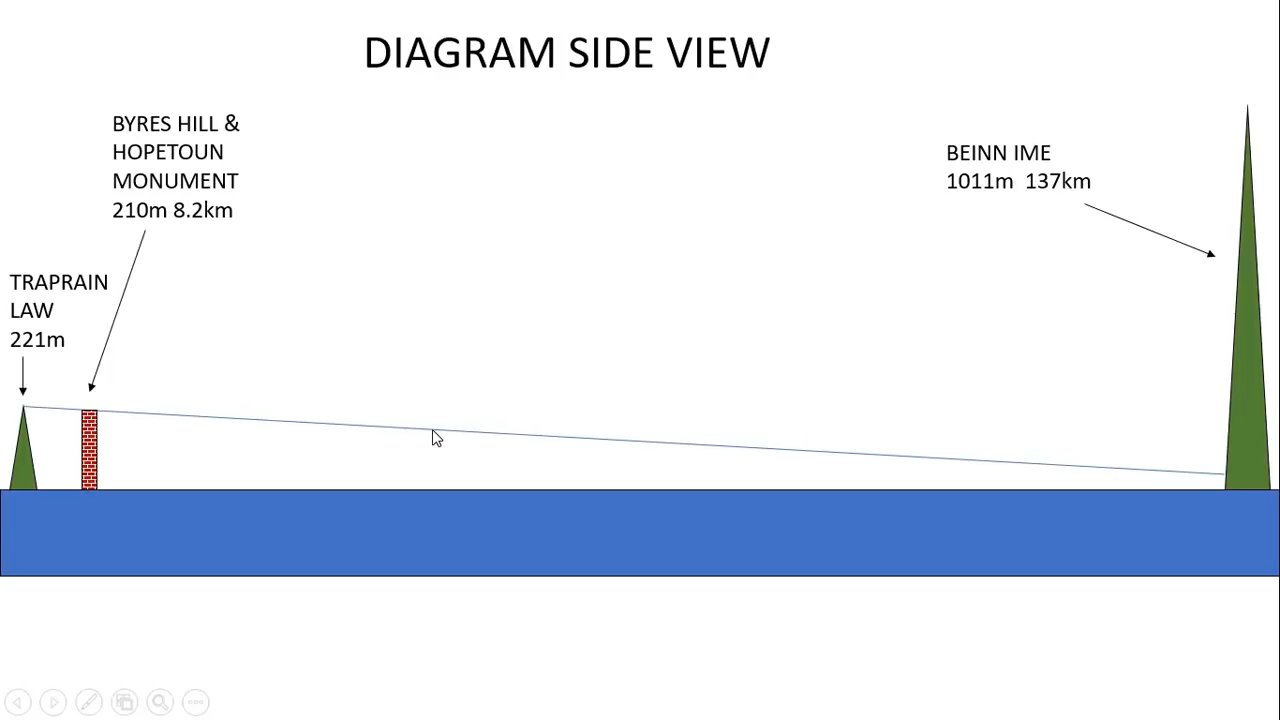 DIAGRAM SIDE VIEW
BYRES HILL &
HOPETOUN
MONUMENT
210m 8.2km
BEINN IME
1011m 137km
TRAPRAIN
LAW
221m